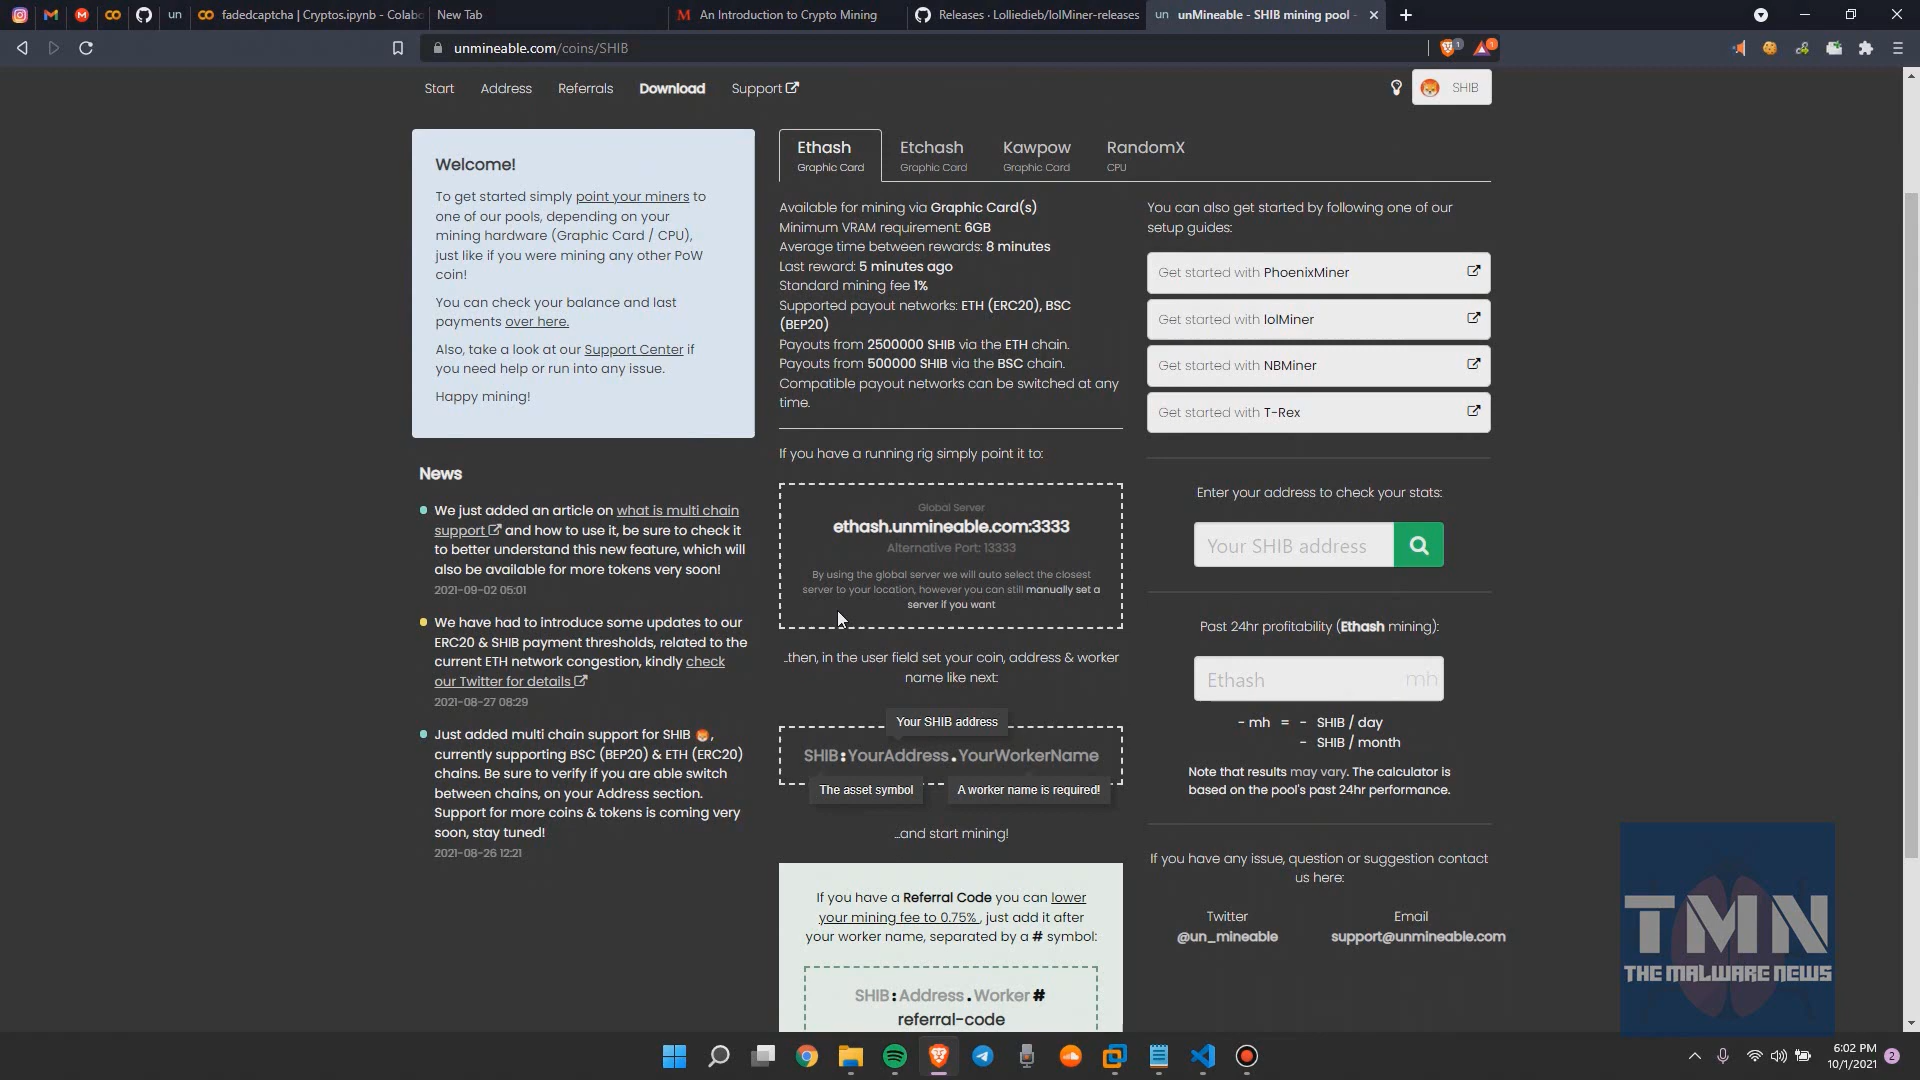 fadedcaptcha | Cryptos.ipynb - Colab
New Tab
An Introduction to Crypto Mining
Releases · Lolliedieb/lolMiner-releases
un
unMineable - SHIB mining pool -
unmineable.com/coins/SHIB
Start
Address
Referrals
Download
Support
SHIB
Welcome!
To get started simply point your miners to
one of our pools, depending on your
mining hardware (Graphic Card / CPU),
just like if you were mining any other PoW
coin!
You can check your balance and last
payments over here.
Also, take a look at our Support Center if
you need help or run into any issue.
Happy mining!
News
We just added an article on what is multi chain
support and how to use it, be sure to check it
to better understand this new feature, which will
also be available for more tokens very soon!
2021-09-02 05:01
We have had to introduce some updates to our
ERC20 & SHIB payment thresholds, related to the
current ETH network congestion, kindly check
our Twitter for details
2021-08-27 08:29
Just added multi chain support for SHIB ,
currently supporting BSC (BEP20) & ETH (ERC20)
chains. Be sure to verify if you are able switch
between chains, on your Address section.
Support for more coins & tokens is coming very
soon, stay tuned!
2021-08-26 12:21
Ethash
Graphic Card
Etchash
Graphic Card
Kawpow
Graphic Card
RandomX
CPU
Available for mining via Graphic Card(s)
Minimum VRAM requirement: 6GB
Average time between rewards: 8 minutes
Last reward: 5 minutes ago
Standard mining fee 1%
Supported payout networks: ETH (ERC20), BSC
(BEP20)
Payouts from 2500000 SHIB via the ETH chain.
Payouts from 500000 SHIB via the BSC chain.
Compatible payout networks can be switched at any
time.
If you have a running rig simply point it to:
Global Server
ethash.unmineable.com:3333
Alternative Port: 13333
By using the global server we will auto select the closest
server to your location, however you can still manually set a
server if you want
..then, in the user field set your coin, address & worker
name like next:
Your SHIB address
SHIB:YourAddress.YourWorkerName
The asset symbol
A worker name is required!
...and start mining!
If you have a Referral Code you can lower
your mining fee to 0.75% , just add it after
your worker name, separated by a # symbol:
SHIB:Address.Worker#
referral-code
You can also get started by following one of our
setup guides:
Get started with PhoenixMiner
Get started with lolMiner
Get started with NBMiner
Get started with T-Rex
Enter your address to check your stats:
Your SHIB address
Past 24hr profitability (Ethash mining):
Ethash
mh
- mh = - SHIB / day
- SHIB / month
Note that results may vary. The calculator is
based on the pool's past 24hr performance.
If you have any issue, question or suggestion contact
us here:
Twitter
@un_mineable
Email
support@unmineable.com
TMN
THE MALWARE NEWS
6:02 PM
10/1/2021
2